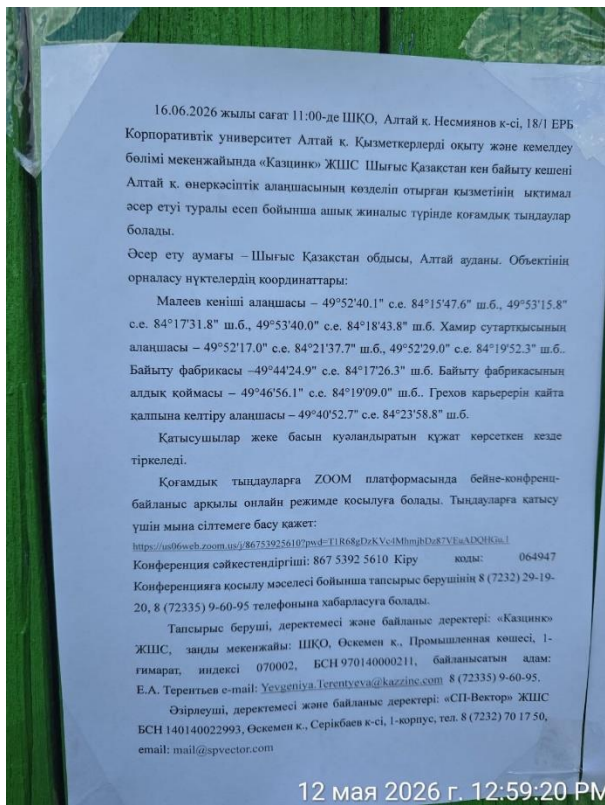 16.06.2026 жылы сағат 11:00-де ШҚО, Алтай қ. Несмиянов к-сі, 18/1 ЕРБ
Корпоративтік университет Алтай қ. Қызметкерлерді оқыту және кемелдеу
бөлімі мекенжайында «Казцинк» ЖШС Шығыс Қазақстан кен байыту кешені
Алтай қ. өнеркәсіптік алаңшасының көзделіп отырған қызметінің ықтимал
әсер етуі туралы есеп бойынша ашық жиналыс түрінде қоғамдық тыңдаулар
болады.
Әсер ету аумағы – Шығыс Қазақстан обдысы, Алтай ауданы. Объектінің
орналасу нүктелердің координаттары:
Малеев кеніші алаңшасы – 49°52'40.1" с.е. 84°15'47.6" ш.б., 49°53'15.8"
с.е. 84°17'31.8" ш.б., 49°53'40.0" с.е. 84°18'43.8" ш.б. Хамир сутартқысының
алаңшасы – 49°52'17.0" с.е. 84°21'37.7" ш.б., 49°52'29.0" с.е. 84°19'52.3" ш.б..
Байыту фабрикасы –49°44'24.9" с.е. 84°17'26.3" ш.б. Байыту фабрикасының
алдық қоймасы – 49°46'56.1" с.е. 84°19'09.0" ш.б.. Грехов карьерерін қайта
қалпына келтіру алаңшасы – 49°40'52.7" с.е. 84°23'58.8" ш.б.
Қатысушылар жеке басын куәландыратын құжат көрсеткен кезде
тіркеледі.
Қоғамдық тыңдауларға ZOOM платформасында бейне-конференц-
байланыс арқылы онлайн режимде қосылуға болады. Тыңдауларға қатысу
үшін мына сілтемеге басу қажет:
https://us06web.zoom.us/j/86753925610?pwd=T1R68gDzKVc4MhmjbDz87VEuADQHGu.1
Конференция сәйкестендіргіші: 867 5392 5610 Кіру коды: 064947
Конференцияға қосылу мәселесі бойынша тапсырыс берушінің 8 (7232) 29-19-
20, 8 (72335) 9-60-95 телефонына хабарласуға болады.
Тапсырыс беруші, деректемесі және байланыс деректері: «Казцинк»
ЖШС, заңды мекенжайы: ШҚО, Өскемен қ., Промышленная көшесі, 1-
ғимарат, индексі 070002, БСН 970140000211, байланысатын адам:
Е.А. Терентьев e-mail: Yevgeniya.Terentyeva@kazzinc.com 8 (72335) 9-60-95.
Әзірлеуші, деректемесі және байланыс деректері: «СП-Вектор» ЖШС
БСН 140140022993, Өскемен қ., Серікбаев к-сі, 1-корпус, тел. 8 (7232) 70 17 50,
email: mail@spvector.com
12 мая 2026 г. 12:59:20 PM